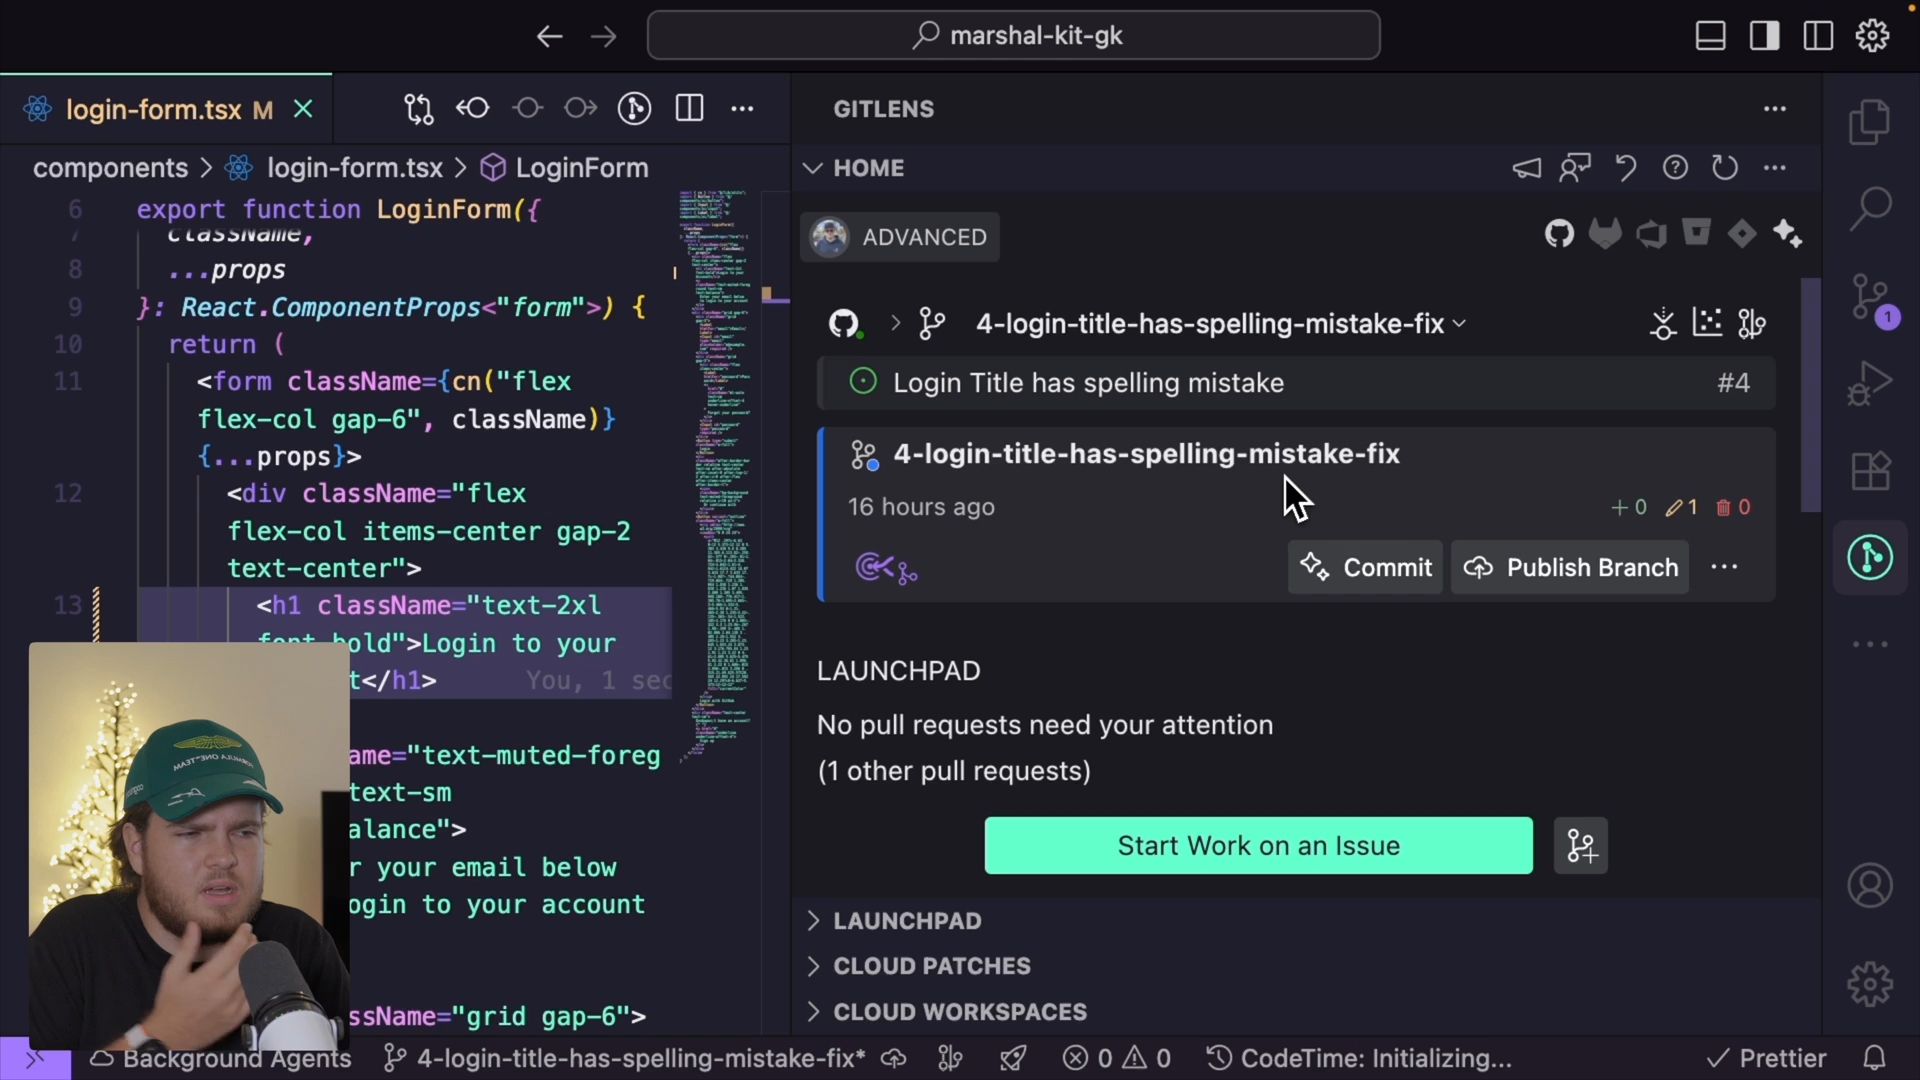 marshal-kit-gk
login-form.tsx M
GITLENS
components > login-form.tsx > LoginForm
HOME
6 export function LoginForm({
7 className,
8 ...props
9 }: React.ComponentProps<"form">) {
10 return (
11 <form className={cn("flex
flex-col gap-6", className)}
{...props}>
12 <div className="flex
flex-col items-center gap-2
text-center">
13 <h1 className="text-2xl
font-bold">Login to your
t</h1> You, 1 sec
ame="text-muted-foreg
text-sm
alance">
r your email below
ogin to your account
ssName="grid gap-6">
ADVANCED
4-login-title-has-spelling-mistake-fix
Login Title has spelling mistake #4
4-login-title-has-spelling-mistake-fix
16 hours ago +0 1 0
Commit Publish Branch
LAUNCHPAD
No pull requests need your attention
(1 other pull requests)
Start Work on an Issue
LAUNCHPAD
CLOUD PATCHES
CLOUD WORKSPACES
1
Background Agents 4-login-title-has-spelling-mistake-fix* 0 0 CodeTime: Initializing... Prettier